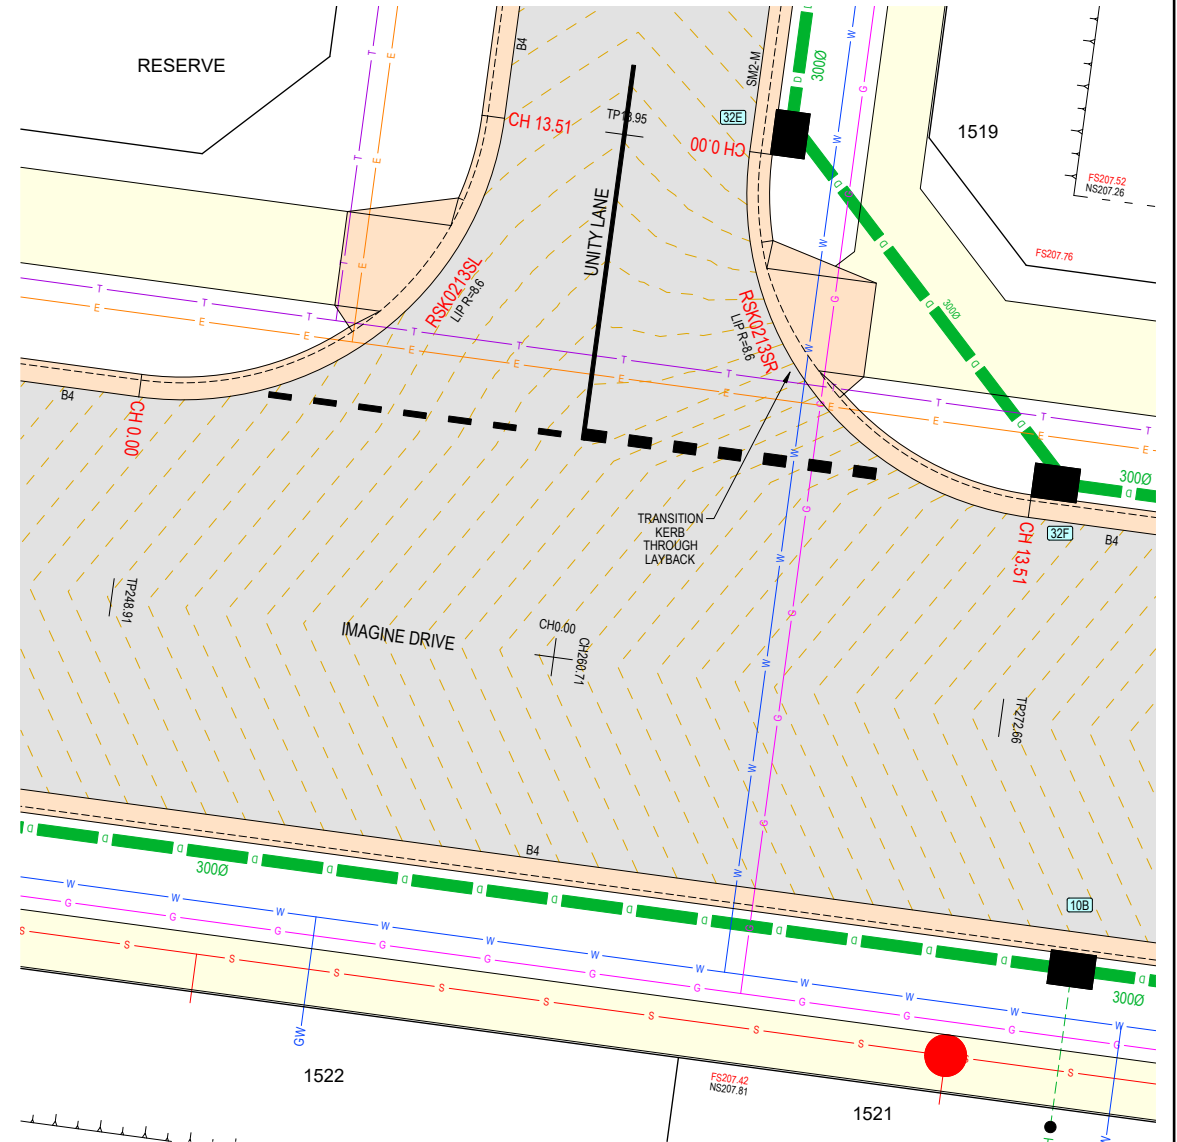 RESERVE
B4
SM2-M
300Ø
32E
TP13.95
CH 13.51
CH 0.00
1519
FS207.52
NS207.26
FS207.76
UNITY LANE
RSK0213SL
LIP R=8.6
RSK0213SR
LIP R=8.6
300Ø
B4
CH 0.00
TRANSITION
KERB
THROUGH
LAYBACK
300Ø
32F
B4
CH 13.51
TP248.91
IMAGINE DRIVE
CH0.00
CH260.71
TP272.66
B4
300Ø
10B
300Ø
GW
1522
FS207.42
NS207.81
1521